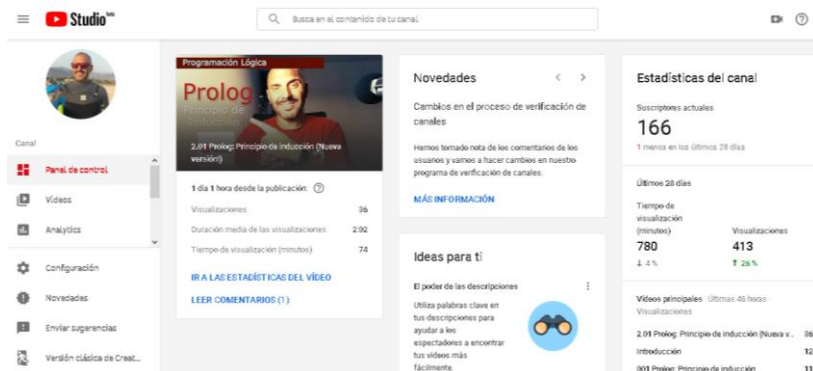 Studio beta
Busca en el contenido de tu canal
Canal
Panel de control
Vídeos
Analytics
Configuración
Novedades
Enviar sugerencias
Versión clásica de Creat...
Programación Lógica
Prolog
Principio de
Inducción
2.01 Prolog: Principio de inducción (Nueva
versión!)
1 día 1 hora desde la publicación:
Visualizaciones 36
Duración media de las visualizaciones 2:02
Tiempo de visualización (minutos) 74
IR A LAS ESTADÍSTICAS DEL VÍDEO
LEER COMENTARIOS (1)
Novedades
Cambios en el proceso de verificación de
canales
Hemos tomado nota de los comentarios de los
usuarios y vamos a hacer cambios en nuestro
programa de verificación de canales.
MÁS INFORMACIÓN
Ideas para ti
El poder de las descripciones
Utiliza palabras clave en
tus descripciones para
ayudar a los
espectadores a encontrar
tus vídeos más
fácilmente.
Estadísticas del canal
Suscriptores actuales
166
1 menos en los últimos 28 días
Últimos 28 días
Tiempo de
visualización
(minutos) Visualizaciones
780 413
↓ 4 % ↑ 26 %
Vídeos principales · Últimas 48 horas ·
Visualizaciones
2.01 Prolog: Principio de inducción (Nueva v... 36
Introducción 12
001 Prolog: Principio de inducción 11